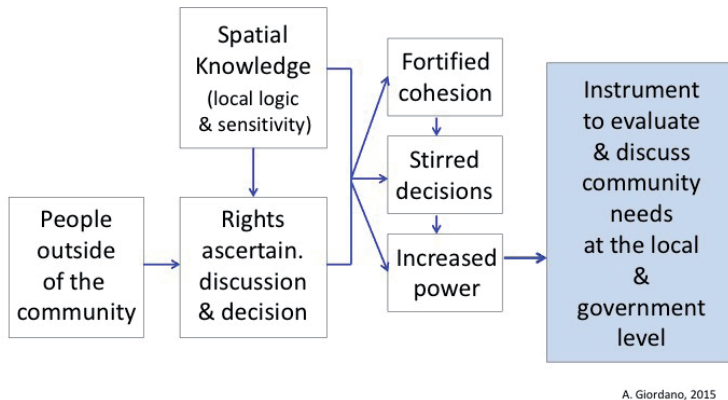 Spatial
Knowledge
(local logic
& sensitivity)
People
outside
of the
community
Rights
ascertain.
discussion
& decision
Fortified
cohesion
Stirred
decisions
Increased
power
Instrument
to evaluate
& discuss
community
needs
at the local
&
government
level
A. Giordano, 2015